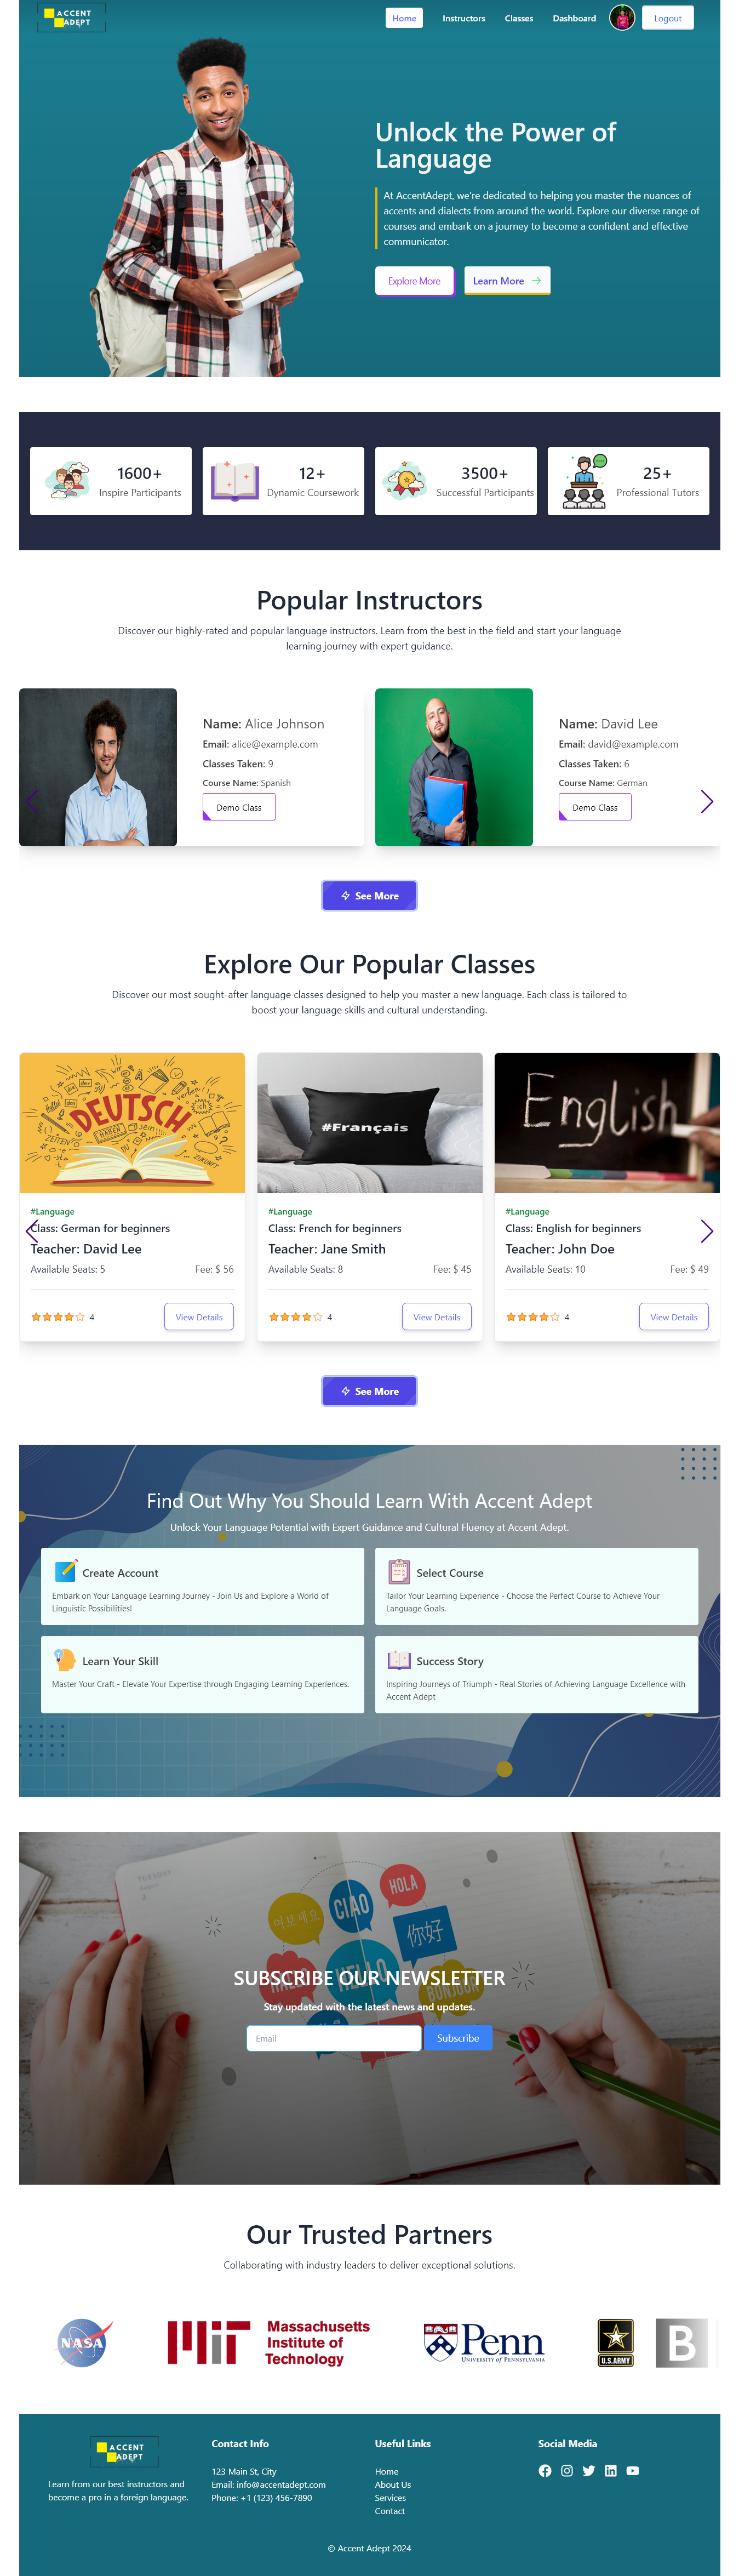 ACCENT
ADEPT
Home
Instructors
Classes
Dashboard
Logout
Unlock the Power of
Language
At AccentAdept, we're dedicated to helping you master the nuances of
accents and dialects from around the world. Explore our diverse range of
courses and embark on a journey to become a confident and effective
communicator.
Explore More
Learn More
1600+
Inspire Participants
12+
Dynamic Coursework
3500+
Successful Participants
25+
Professional Tutors
Popular Instructors
Discover our highly-rated and popular language instructors. Learn from the best in the field and start your language
learning journey with expert guidance.
Name: Alice Johnson
Email: alice@example.com
Classes Taken: 9
Course Name: Spanish
Demo Class
Name: David Lee
Email: david@example.com
Classes Taken: 6
Course Name: German
Demo Class
See More
Explore Our Popular Classes
Discover our most sought-after language classes designed to help you master a new language. Each class is tailored to
boost your language skills and cultural understanding.
DEUTSCH
#Language
Class: German for beginners
Teacher: David Lee
Available Seats: 5
Fee: $ 56
4
View Details
#Français
#Language
Class: French for beginners
Teacher: Jane Smith
Available Seats: 8
Fee: $ 45
4
View Details
English
#Language
Class: English for beginners
Teacher: John Doe
Available Seats: 10
Fee: $ 49
4
View Details
See More
Find Out Why You Should Learn With Accent Adept
Unlock Your Language Potential with Expert Guidance and Cultural Fluency at Accent Adept.
Create Account
Embark on Your Language Learning Journey - Join Us and Explore a World of
Linguistic Possibilities!
Select Course
Tailor Your Learning Experience - Choose the Perfect Course to Achieve Your
Language Goals.
Learn Your Skill
Master Your Craft - Elevate Your Expertise through Engaging Learning Experiences.
Success Story
Inspiring Journeys of Triumph - Real Stories of Achieving Language Excellence with
Accent Adept
TUESDAY
HOLA
CIAO
어보세요
你好
HALLO
HELLO
BONJOUR
SUBSCRIBE OUR NEWSLETTER
Stay updated with the latest news and updates.
Email
Subscribe
Our Trusted Partners
Collaborating with industry leaders to deliver exceptional solutions.
NASA
MIT
Massachusetts
Institute of
Technology
Penn
UNIVERSITY OF PENNSYLVANIA
U.S.ARMY
B
ACCENT
ADEPT
Learn from our best instructors and
become a pro in a foreign language.
Contact Info
123 Main St, City
Email: info@accentadept.com
Phone: +1 (123) 456-7890
Useful Links
Home
About Us
Services
Contact
Social Media
© Accent Adept 2024